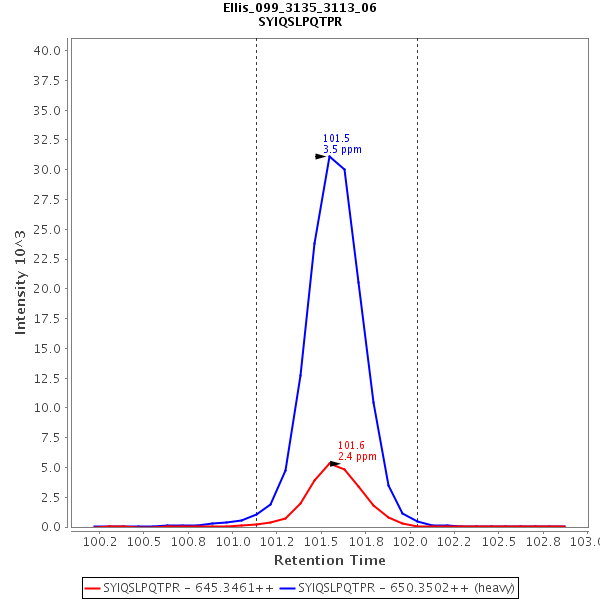 Ellis_099_3135_3113_06
SYIQSLPQTPR
40.0
37.5
35.0
32.5
30.0
27.5
25.0
22.5
20.0
17.5
15.0
12.5
10.0
7.5
5.0
2.5
0.0
Intensity 10^3
101.5
3.5 ppm
101.6
2.4 ppm
100.2 100.5 100.8 101.0 101.2 101.5 101.8 102.0 102.2 102.5 102.8 103.0
Retention Time
SYIQSLPQTPR - 645.3461++ SYIQSLPQTPR - 650.3502++ (heavy)